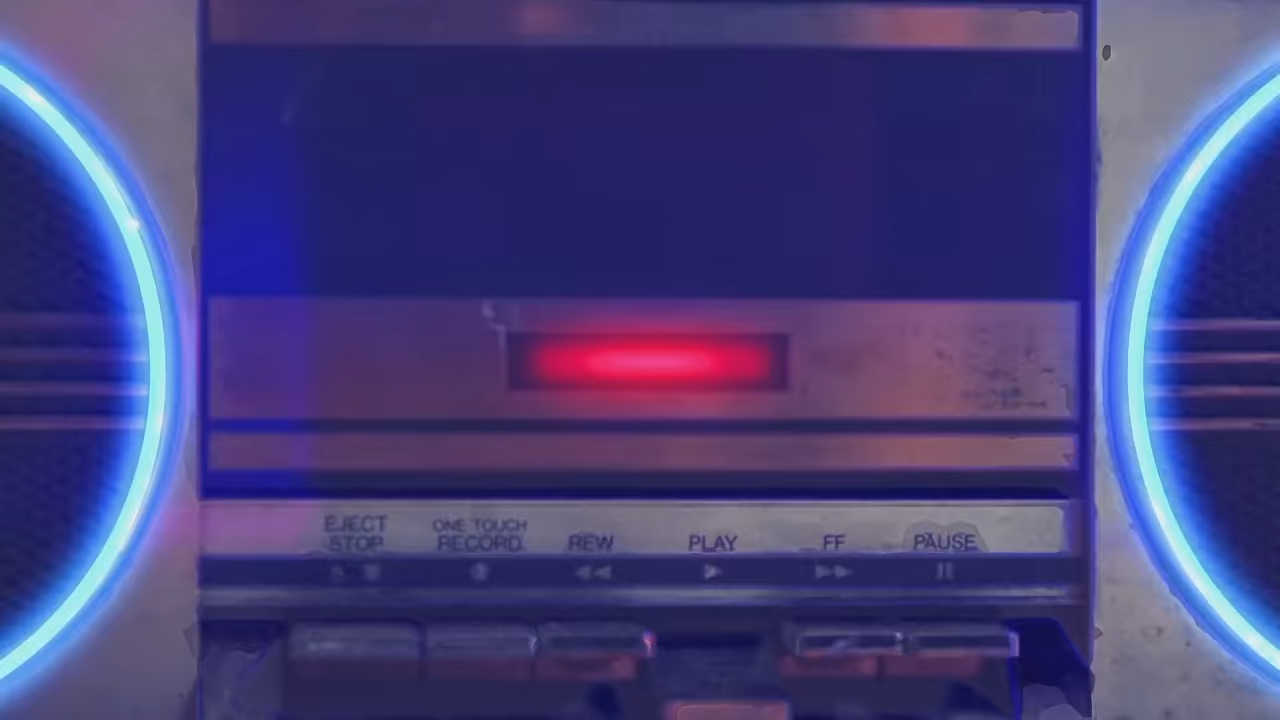 EJECT
STOP
ONE TOUCH
RECORD
REW
PLAY
FF
PAUSE